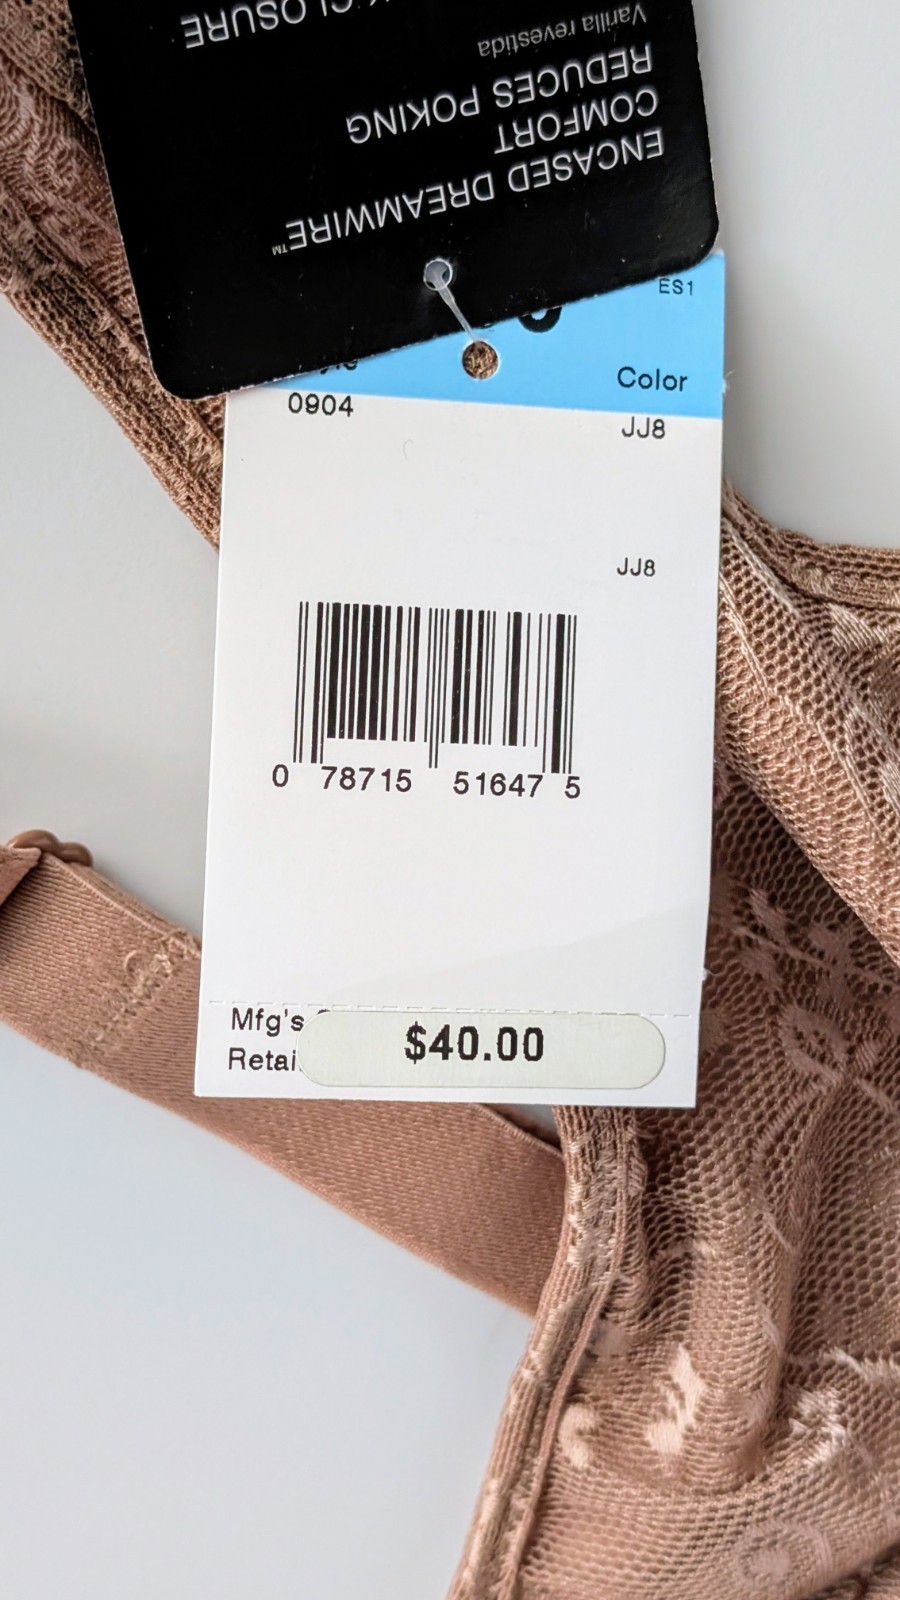 ENCASED DREAMWIRE™
COMFORT
REDUCES POKING
Varilla revestida
CLOSURE
ES1
Color
0904
JJ8
JJ8
0 78715 51647 5
Mfg's
$40.00